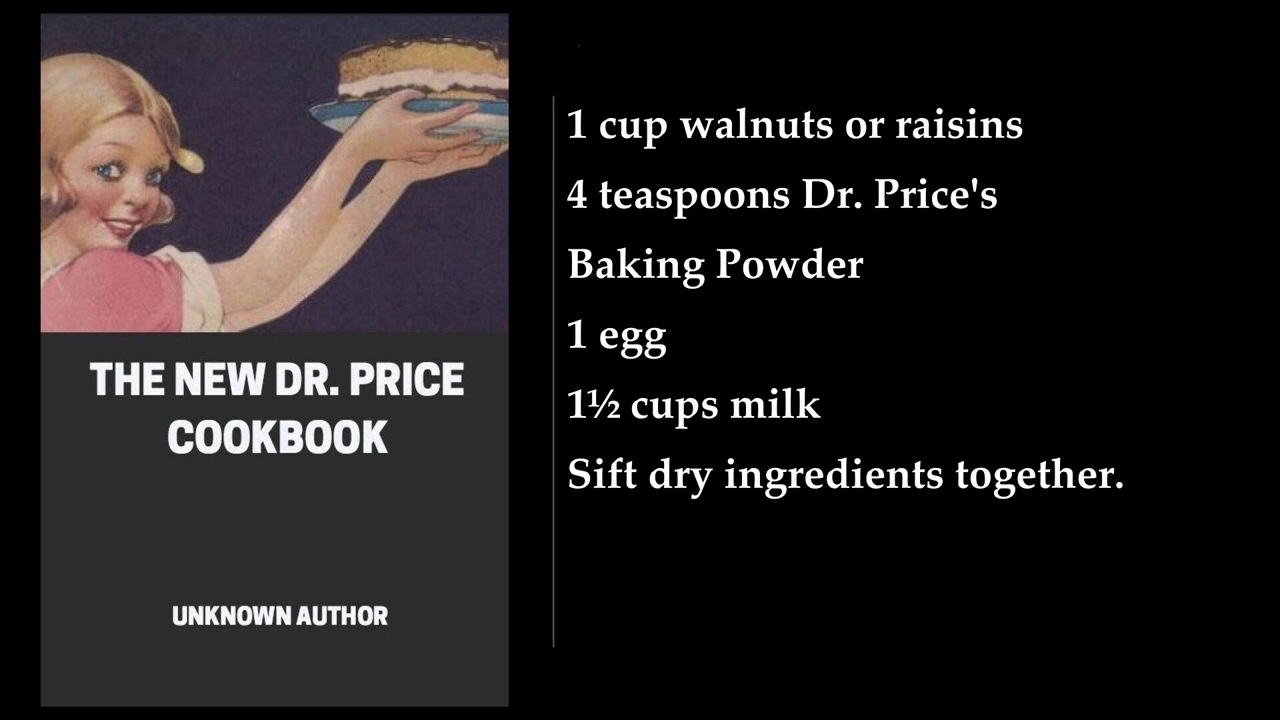 THE NEW DR. PRICE
COOKBOOK
UNKNOWN AUTHOR
1 cup walnuts or raisins
4 teaspoons Dr. Price's
Baking Powder
1 egg
1½ cups milk
Sift dry ingredients together.